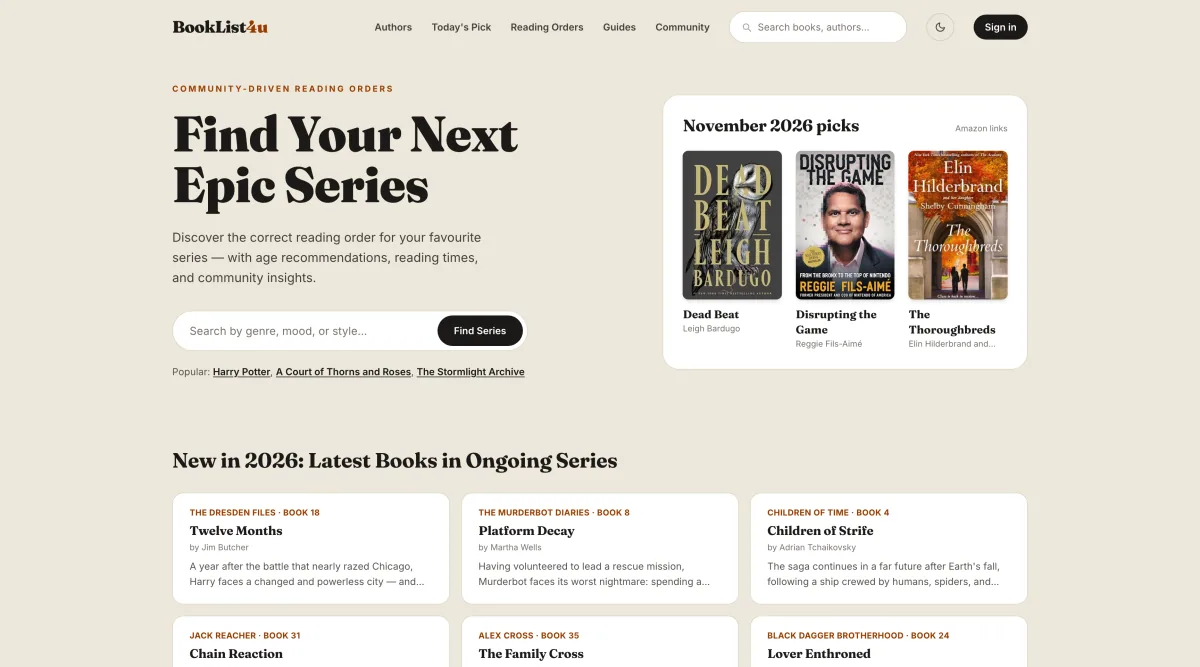 BookList4u
Authors
Today's Pick
Reading Orders
Guides
Community
Search books, authors...
Sign in
COMMUNITY-DRIVEN READING ORDERS
Find Your Next
Epic Series
Discover the correct reading order for your favourite
series — with age recommendations, reading times,
and community insights.
Search by genre, mood, or style...
Find Series
Popular: Harry Potter, A Court of Thorns and Roses, The Stormlight Archive
November 2026 picks
Amazon links
DEAD
BEAT
LEIGH
BARDUGO
DISRUPTING
THE GAME
FROM THE BRONX TO THE TOP OF NINTENDO
REGGIE FILS-AIMÉ
FORMER PRESIDENT AND COO OF NINTENDO OF AMERICA
Elin
Hilderbrand
and her daughter
Shelby Cunningham
The
Thoroughbreds
Dead Beat
Leigh Bardugo
Disrupting the
Game
Reggie Fils-Aimé
The
Thoroughbreds
Elin Hilderbrand and...
New in 2026: Latest Books in Ongoing Series
THE DRESDEN FILES · BOOK 18
Twelve Months
by Jim Butcher
A year after the battle that nearly razed Chicago,
Harry faces a changed and powerless city — and...
THE MURDERBOT DIARIES · BOOK 8
Platform Decay
by Martha Wells
Having volunteered to lead a rescue mission,
Murderbot faces its worst nightmare: spending a...
CHILDREN OF TIME · BOOK 4
Children of Strife
by Adrian Tchaikovsky
The saga continues in a far future after Earth's fall,
following a ship crewed by humans, spiders, and...
JACK REACHER · BOOK 31
Chain Reaction
ALEX CROSS · BOOK 35
The Family Cross
BLACK DAGGER BROTHERHOOD · BOOK 24
Lover Enthroned